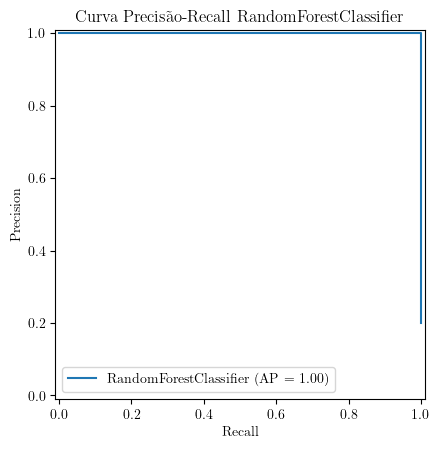 Curva Precisão-Recall RandomForestClassifier
1.0
0.8
0.6
0.4
0.2
0.0
Precision
RandomForestClassifier (AP = 1.00)
0.0 0.2 0.4 0.6 0.8 1.0
Recall